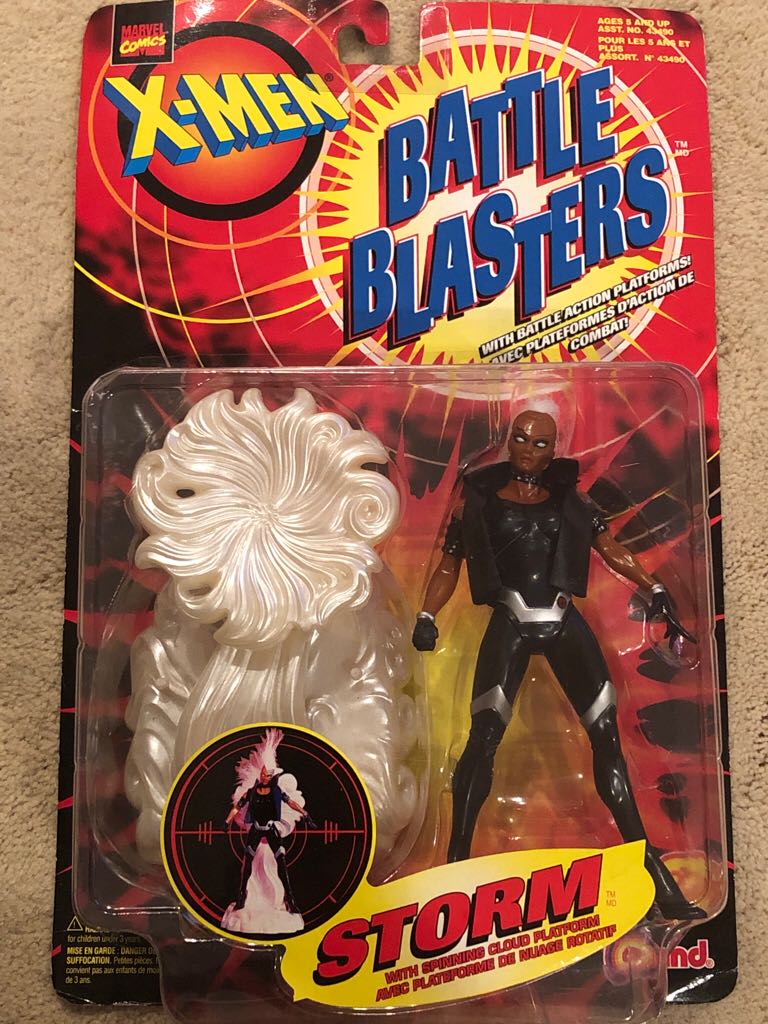 MARVEL
COMICS
X-MEN®
AGES 5 AND UP
ASST. NO. 43490
POUR LES 5 ANS ET
PLUS
ASSORT. N° 43490
BATTLE
BLASTERS
TM
MD
WITH BATTLE ACTION PLATFORMS!
AVEC PLATEFORMES D'ACTION DE
COMBAT!
STORM
TM
MD
WITH SPINNING CLOUD PLATFORM
AVEC PLATEFORME DE NUAGE ROTATIF
for children under 3 years.
MISE EN GARDE: DANGER
SUFFOCATION. Petites pièces.
convient pas aux enfants de
de 3 ans.